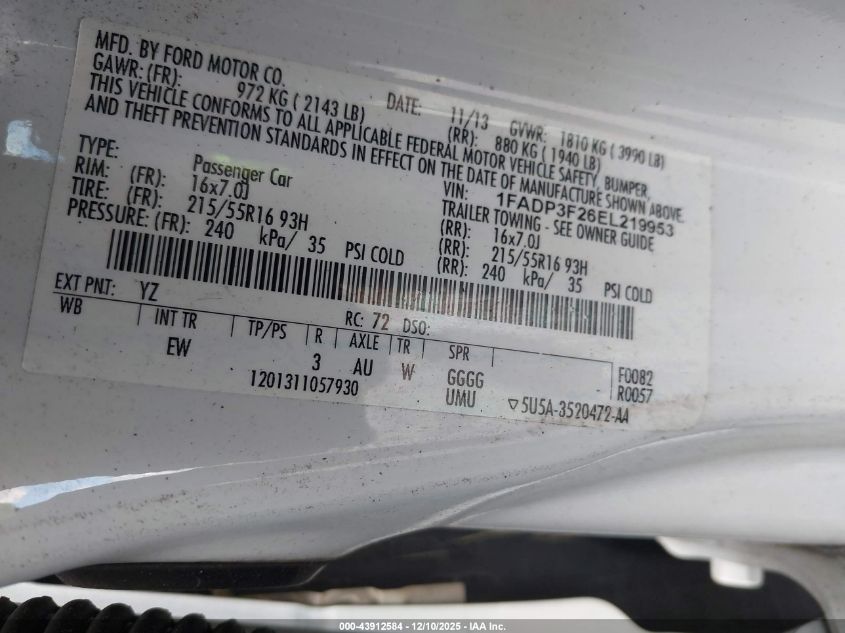 MFD. BY FORD MOTOR CO.
DATE: 11/13 GVWR: 1810 KG ( 3990 LB)
GAWR: (FR): 972 KG ( 2143 LB) (RR): 880 KG ( 1940 LB)
THIS VEHICLE CONFORMS TO ALL APPLICABLE FEDERAL MOTOR VEHICLE SAFETY, BUMPER,
AND THEFT PREVENTION STANDARDS IN EFFECT ON THE DATE OF MANUFACTURE SHOWN ABOVE.
VIN: 1FADP3F26EL219953
TYPE: Passenger Car TRAILER TOWING - SEE OWNER GUIDE
RIM: (FR): 16x7.0J (RR): 16x7.0J
TIRE: (FR): 215/55R16 93H (RR): 215/55R16 93H
PRESSURE: (FR): 240 kPa/ 35 PSI COLD (RR): 240 kPa/ 35 PSI COLD
EXT PNT: YZ RC: 72 DSO:
WB INT TR TP/PS R AXLE TR SPR F0082
EW 3 AU W GGGG R0057
1201311057930 UMU ▽5U5A-3520472-AA
000-43912584 - 12/10/2025 - IAA Inc.